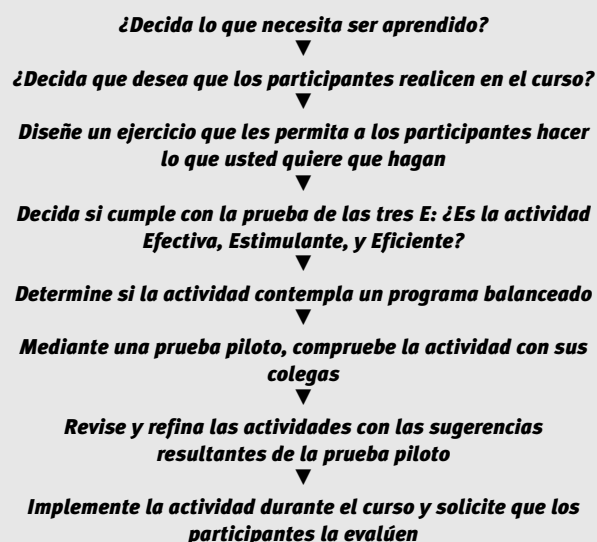 ¿Decida lo que necesita ser aprendido?
▼
¿Decida que desea que los participantes realicen en el curso?
▼
Diseñe un ejercicio que les permita a los participantes hacer
lo que usted quiere que hagan
▼
Decida si cumple con la prueba de las tres E: ¿Es la actividad
Efectiva, Estimulante, y Eficiente?
▼
Determine si la actividad contempla un programa balanceado
▼
Mediante una prueba piloto, compruebe la actividad con sus
colegas
▼
Revise y refina las actividades con las sugerencias
resultantes de la prueba piloto
▼
Implemente la actividad durante el curso y solicite que los
participantes la evalúen